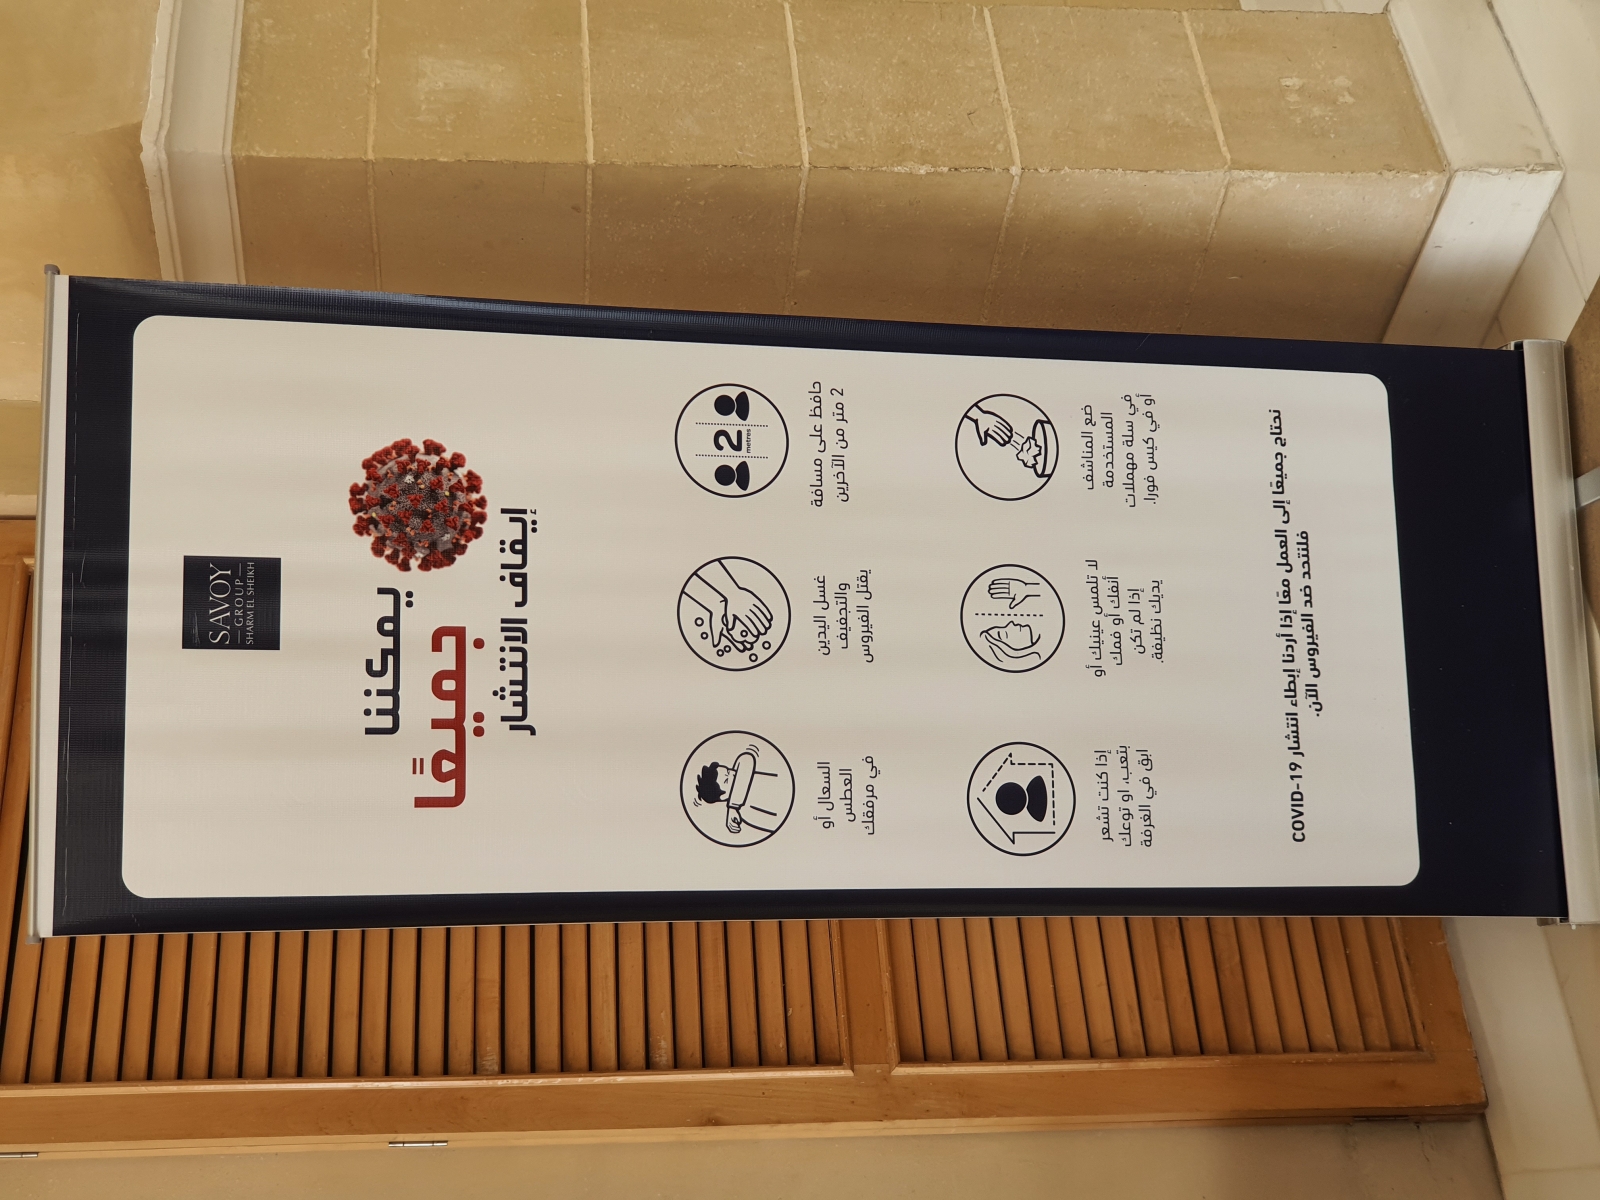 SAVOY
GROUP
SHARM EL SHEIKH
يمكننا
جميعًا
إيقاف الانتشار
2
metres
حافظ على مسافة
2 متر من الآخرين
غسل اليدين
والتجفيف
يقتل الفيروس
السعال أو
العطس
في مرفقك
ضع المناشف
المستخدمة
في سلة مهملات
أو في كيس فورا.
لا تلمس عينيك أو
أنفك أو فمك
إذا لم تكن
يديك نظيفة.
إذا كنت تشعر
بتعب، او توعك
ابق في الغرفة
نحتاج جميعًا إلى العمل معًا إذا أردنا إبطاء انتشار COVID-19
فلنتحد ضد الفيروس الآن.